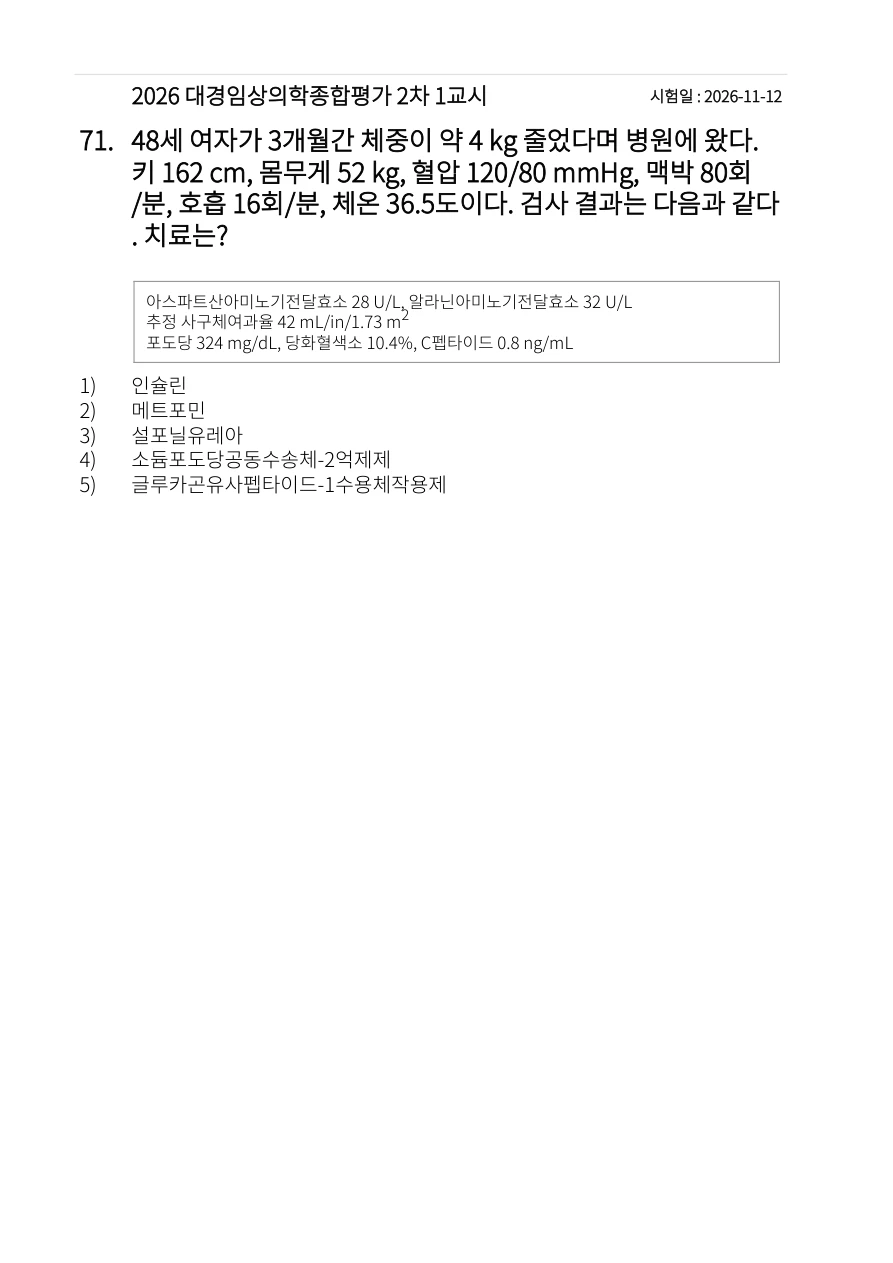 2026 대경임상의학종합평가 2차 1교시 시험일 : 2026-11-12
71. 48세 여자가 3개월간 체중이 약 4 kg 줄었다며 병원에 왔다.
키 162 cm, 몸무게 52 kg, 혈압 120/80 mmHg, 맥박 80회
/분, 호흡 16회/분, 체온 36.5도이다. 검사 결과는 다음과 같다
. 치료는?
아스파트산아미노기전달효소 28 U/L, 알라닌아미노기전달효소 32 U/L
추정 사구체여과율 42 mL/in/1.73 m²
포도당 324 mg/dL, 당화혈색소 10.4%, C펩타이드 0.8 ng/mL
1) 인슐린
2) 메트포민
3) 설포닐유레아
4) 소듐포도당공동수송체-2억제제
5) 글루카곤유사펩타이드-1수용체작용제